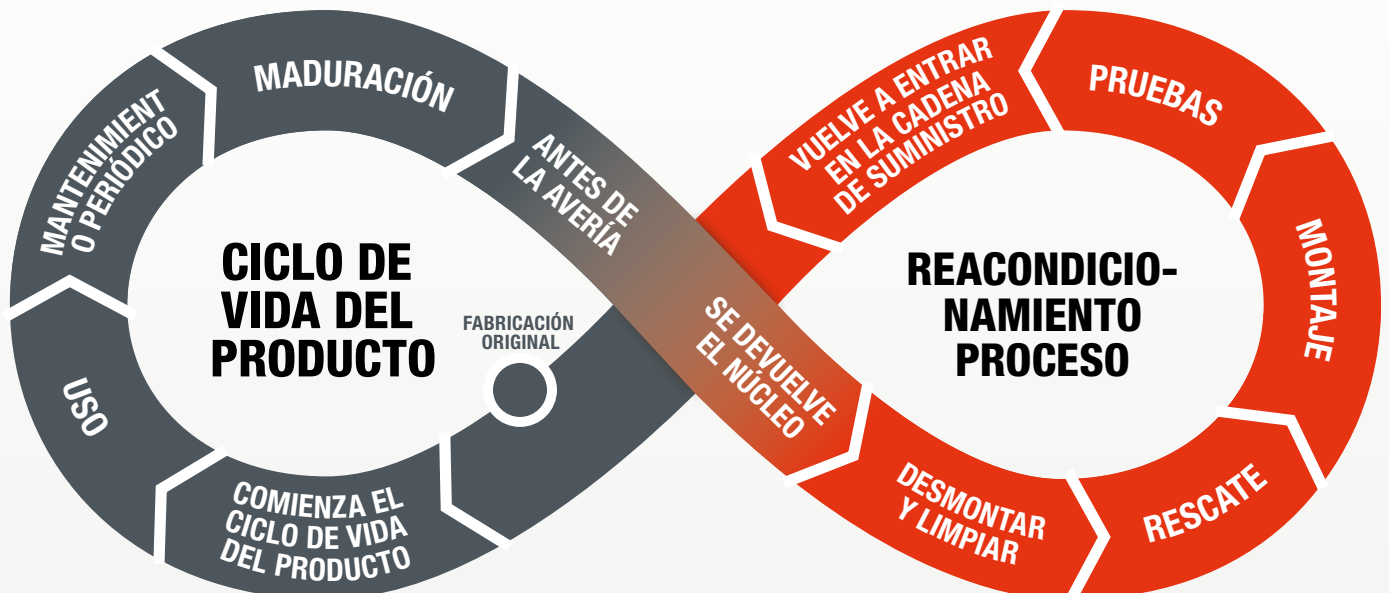 CICLO DE
VIDA DEL
PRODUCTO
FABRICACIÓN
ORIGINAL
COMIENZA EL
CICLO DE VIDA
DEL PRODUCTO
USO
MANTENIMIENT
O PERIÓDICO
MADURACIÓN
ANTES DE
LA AVERÍA
SE DEVUELVE
EL NÚCLEO
REACONDICIO-
NAMIENTO
PROCESO
DESMONTAR
Y LIMPIAR
RESCATE
MONTAJE
PRUEBAS
VUELVE A ENTRAR
EN LA CADENA
DE SUMINISTRO